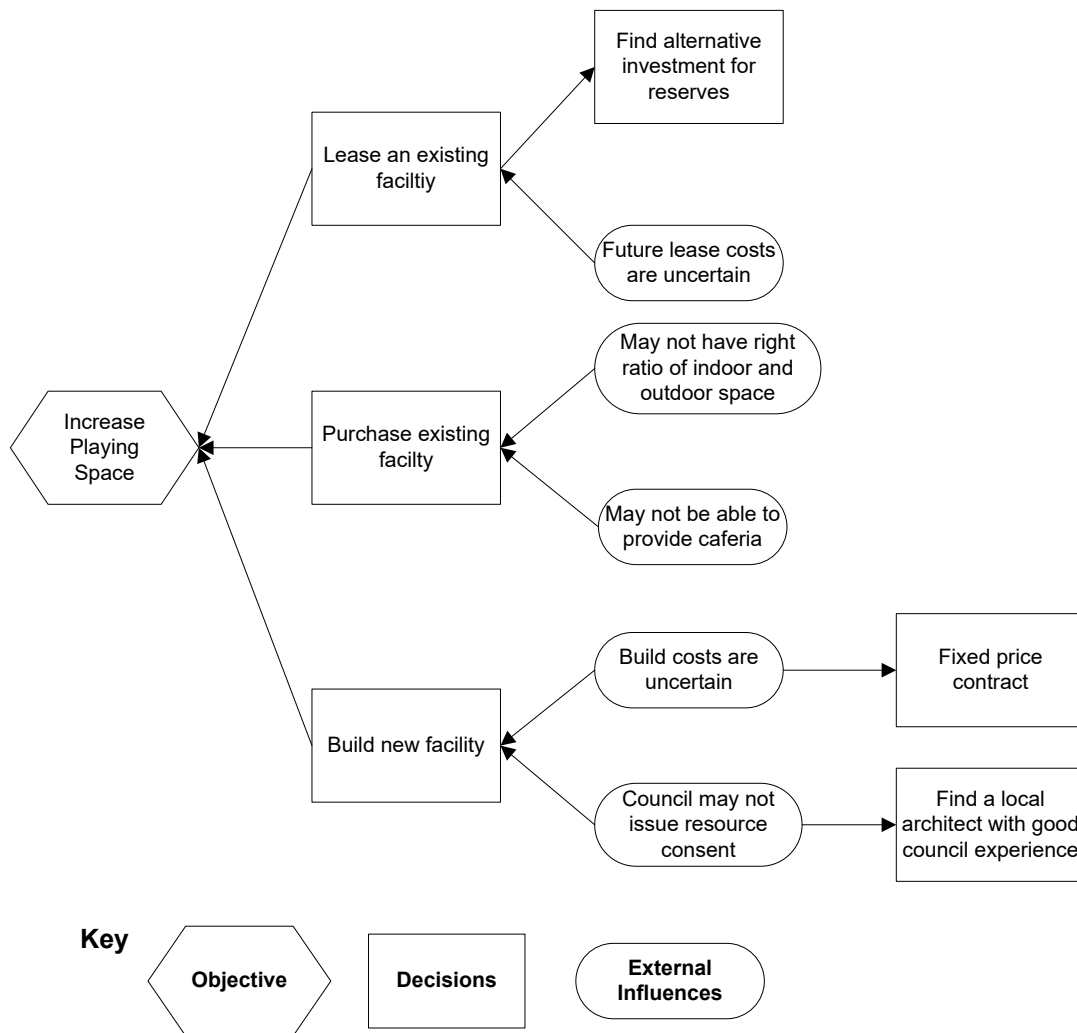 Find alternative
investment for
reserves
Lease an existing
faciltiy
Future lease costs
are uncertain
May not have right
ratio of indoor and
outdoor space
Increase
Playing
Space
Purchase existing
facilty
May not be able to
provide caferia
Build costs are
uncertain
Fixed price
contract
Build new facility
Council may not
issue resource
consent
Find a local
architect with good
council experience
Key
Objective
Decisions
External
Influences